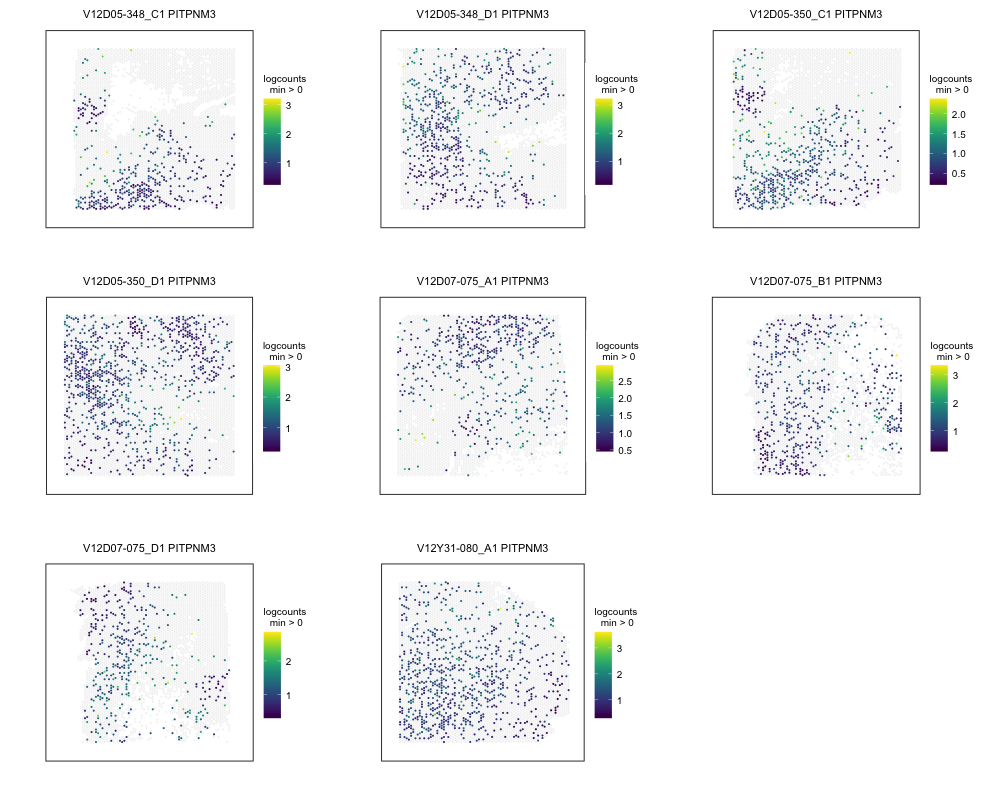 V12D05-348_C1 PITPNM3
logcounts
min > 0
3
2
1
V12D05-348_D1 PITPNM3
logcounts
min > 0
3
2
1
V12D05-350_C1 PITPNM3
logcounts
min > 0
2.0
1.5
1.0
0.5
V12D05-350_D1 PITPNM3
logcounts
min > 0
3
2
1
V12D07-075_A1 PITPNM3
logcounts
min > 0
2.5
2.0
1.5
1.0
0.5
V12D07-075_B1 PITPNM3
logcounts
min > 0
3
2
1
V12D07-075_D1 PITPNM3
logcounts
min > 0
2
1
V12Y31-080_A1 PITPNM3
logcounts
min > 0
3
2
1